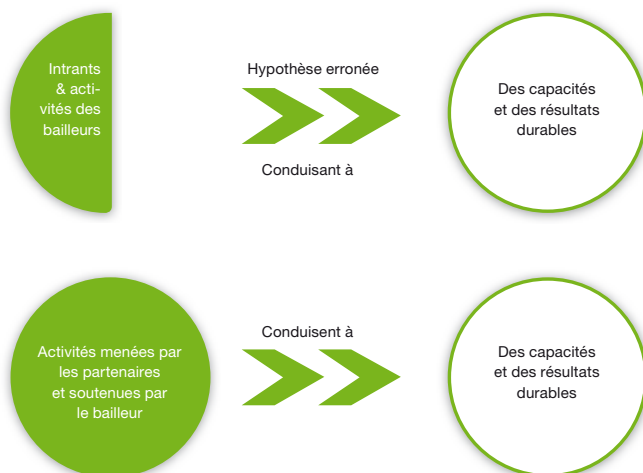 Intrants
& acti-
vités des
bailleurs
Hypothèse erronée
Conduisant à
Des capacités
et des résultats
durables
Activités menées par
les partenaires
et soutenues par
le bailleur
Conduisent à
Des capacités
et des résultats
durables